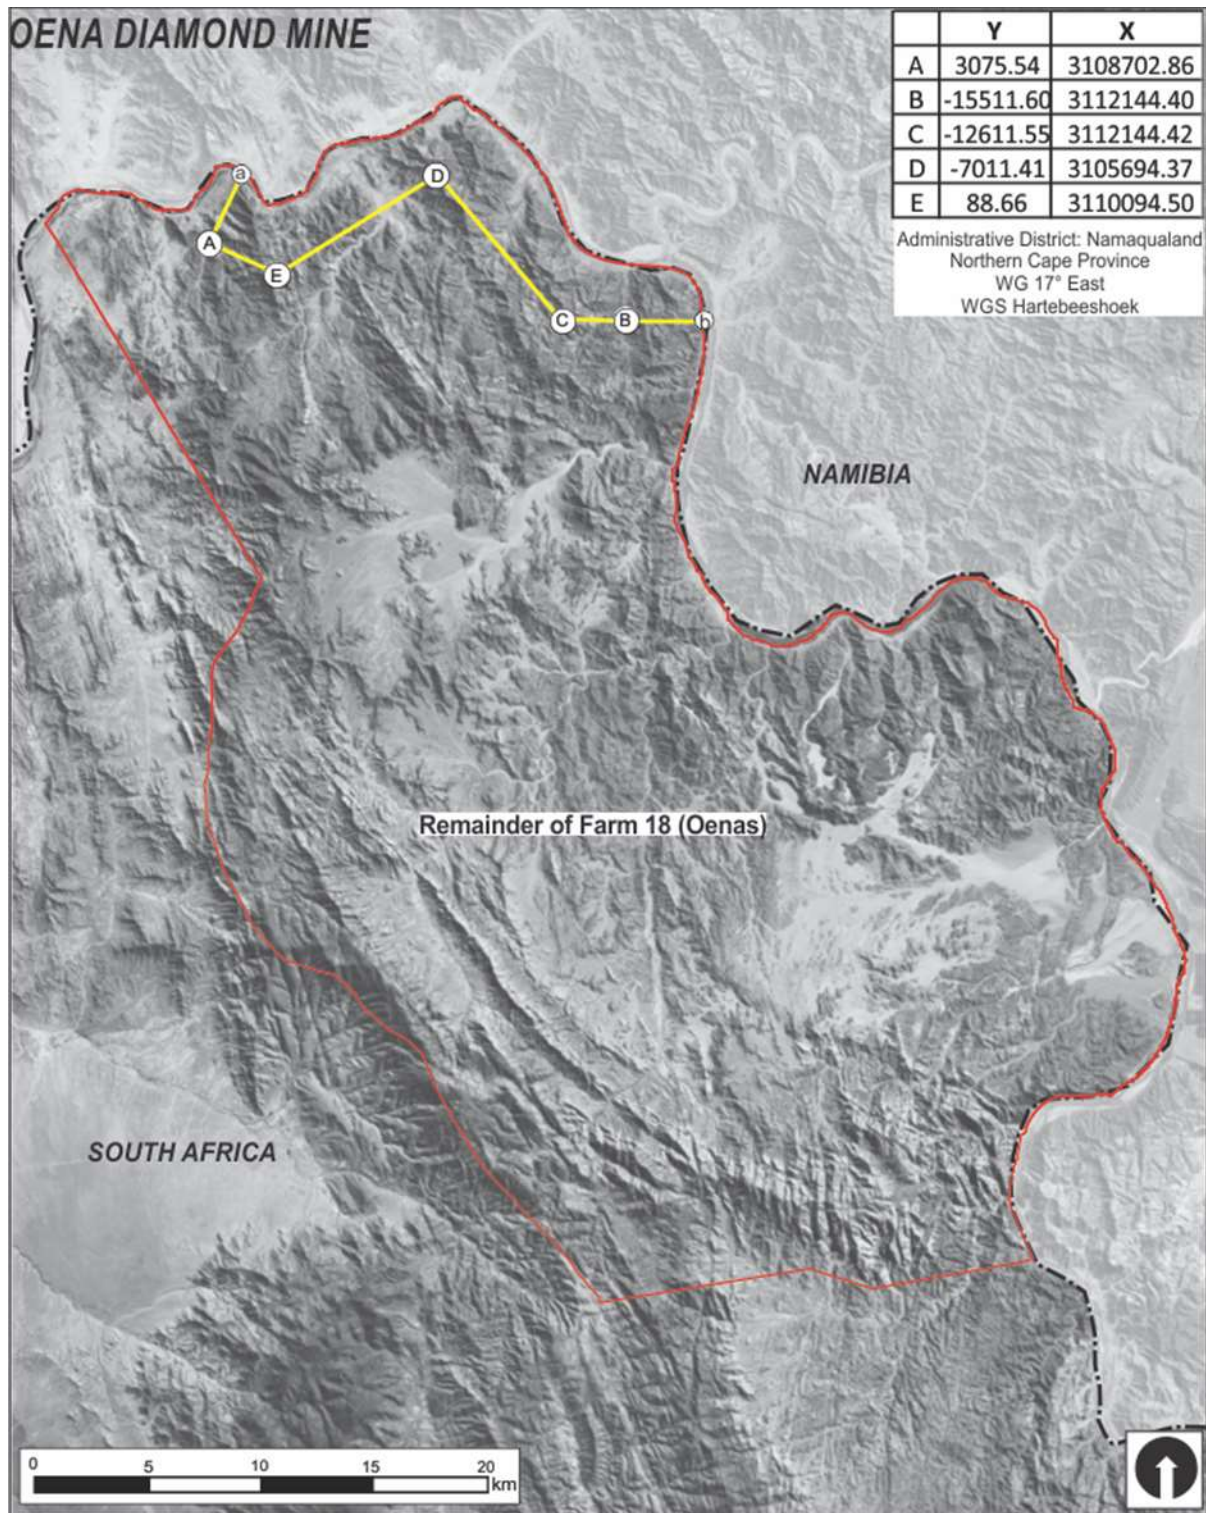 OENA DIAMOND MINE
Y X
A 3075.54 3108702.86
B -15511.60 3112144.40
C -12611.55 3112144.42
D -7011.41 3105694.37
E 88.66 3110094.50
Administrative District: Namaqualand
Northern Cape Province
WG 17° East
WGS Hartebeeshoek
a
D
A
E
C B b
NAMIBIA
Remainder of Farm 18 (Oenas)
SOUTH AFRICA
0 5 10 15 20
km